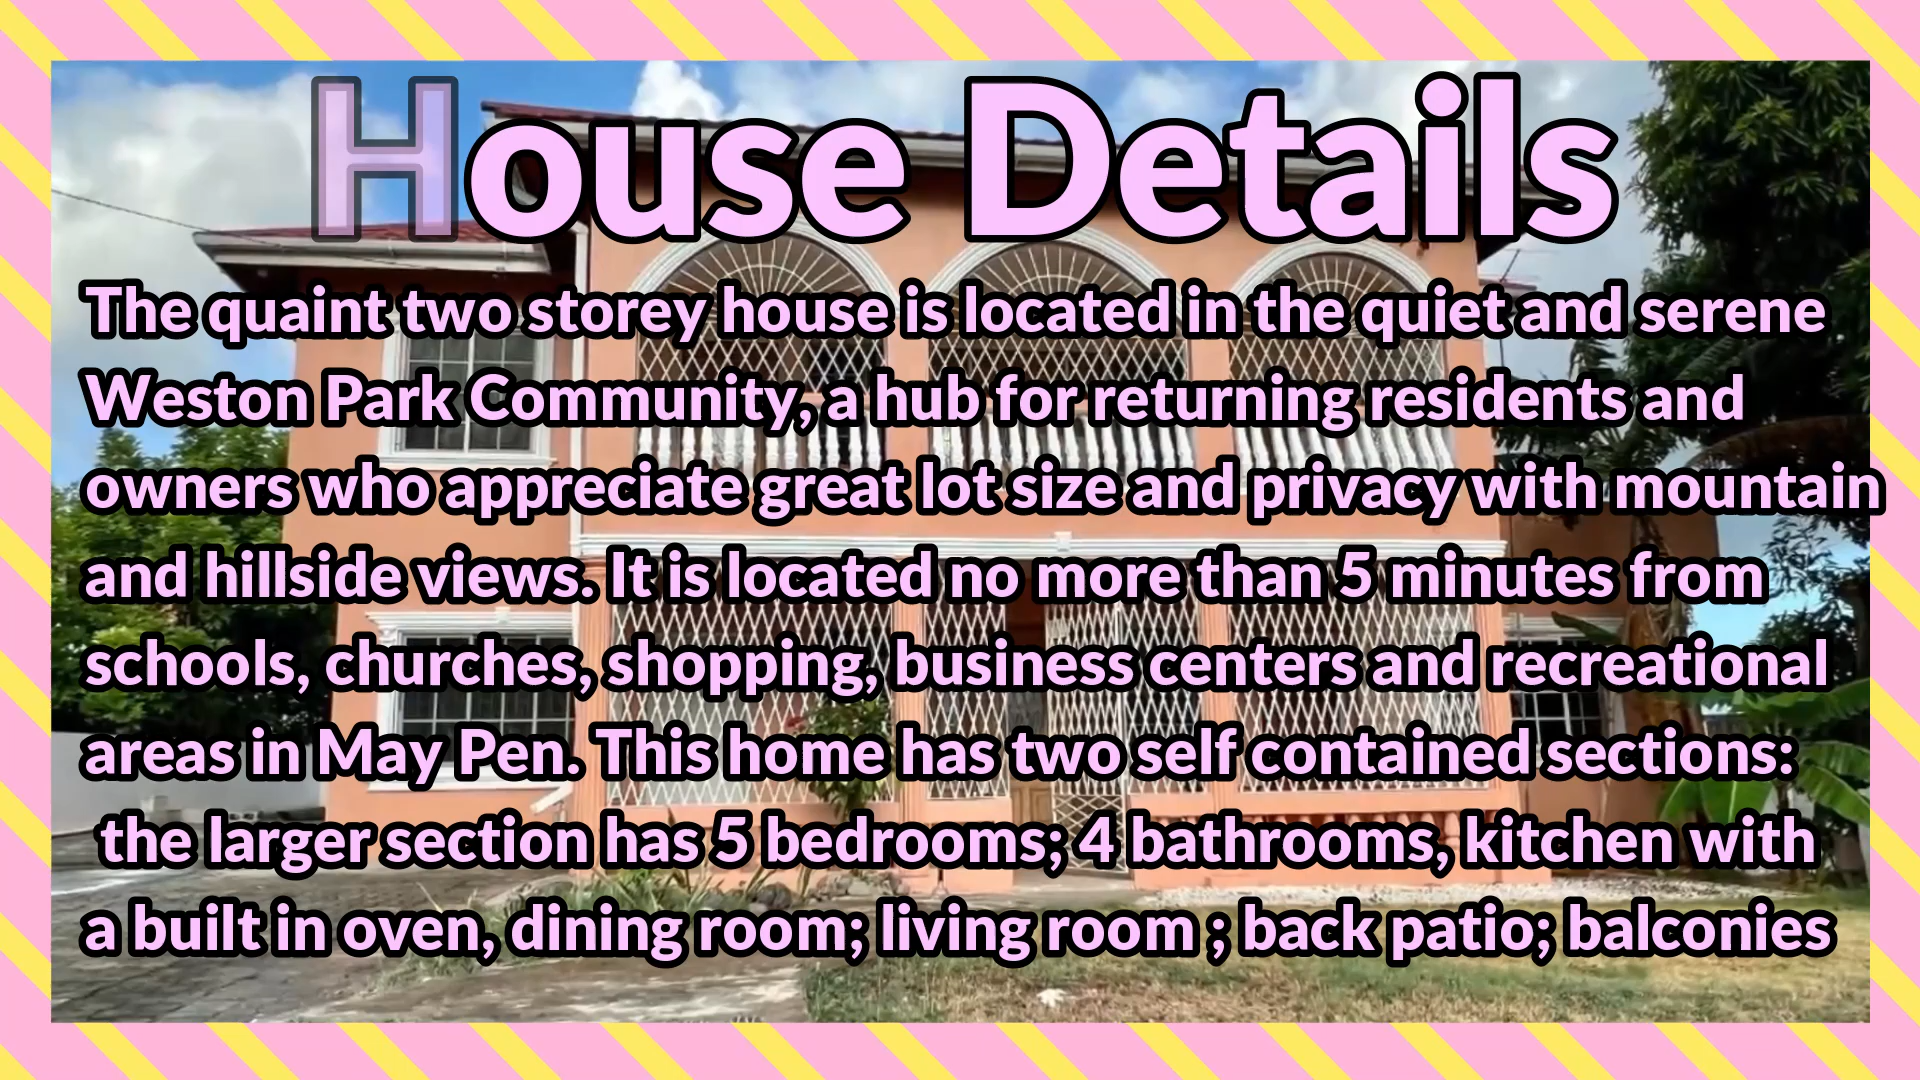 House Details
The quaint two storey house is located in the quiet and serene
Weston Park Community, a hub for returning residents and
owners who appreciate great lot size and privacy with mountain
and hillside views. It is located no more than 5 minutes from
schools, churches, shopping, business centers and recreational
areas in May Pen. This home has two self contained sections:
the larger section has 5 bedrooms; 4 bathrooms, kitchen with
a built in oven, dining room; living room ; back patio; balconies